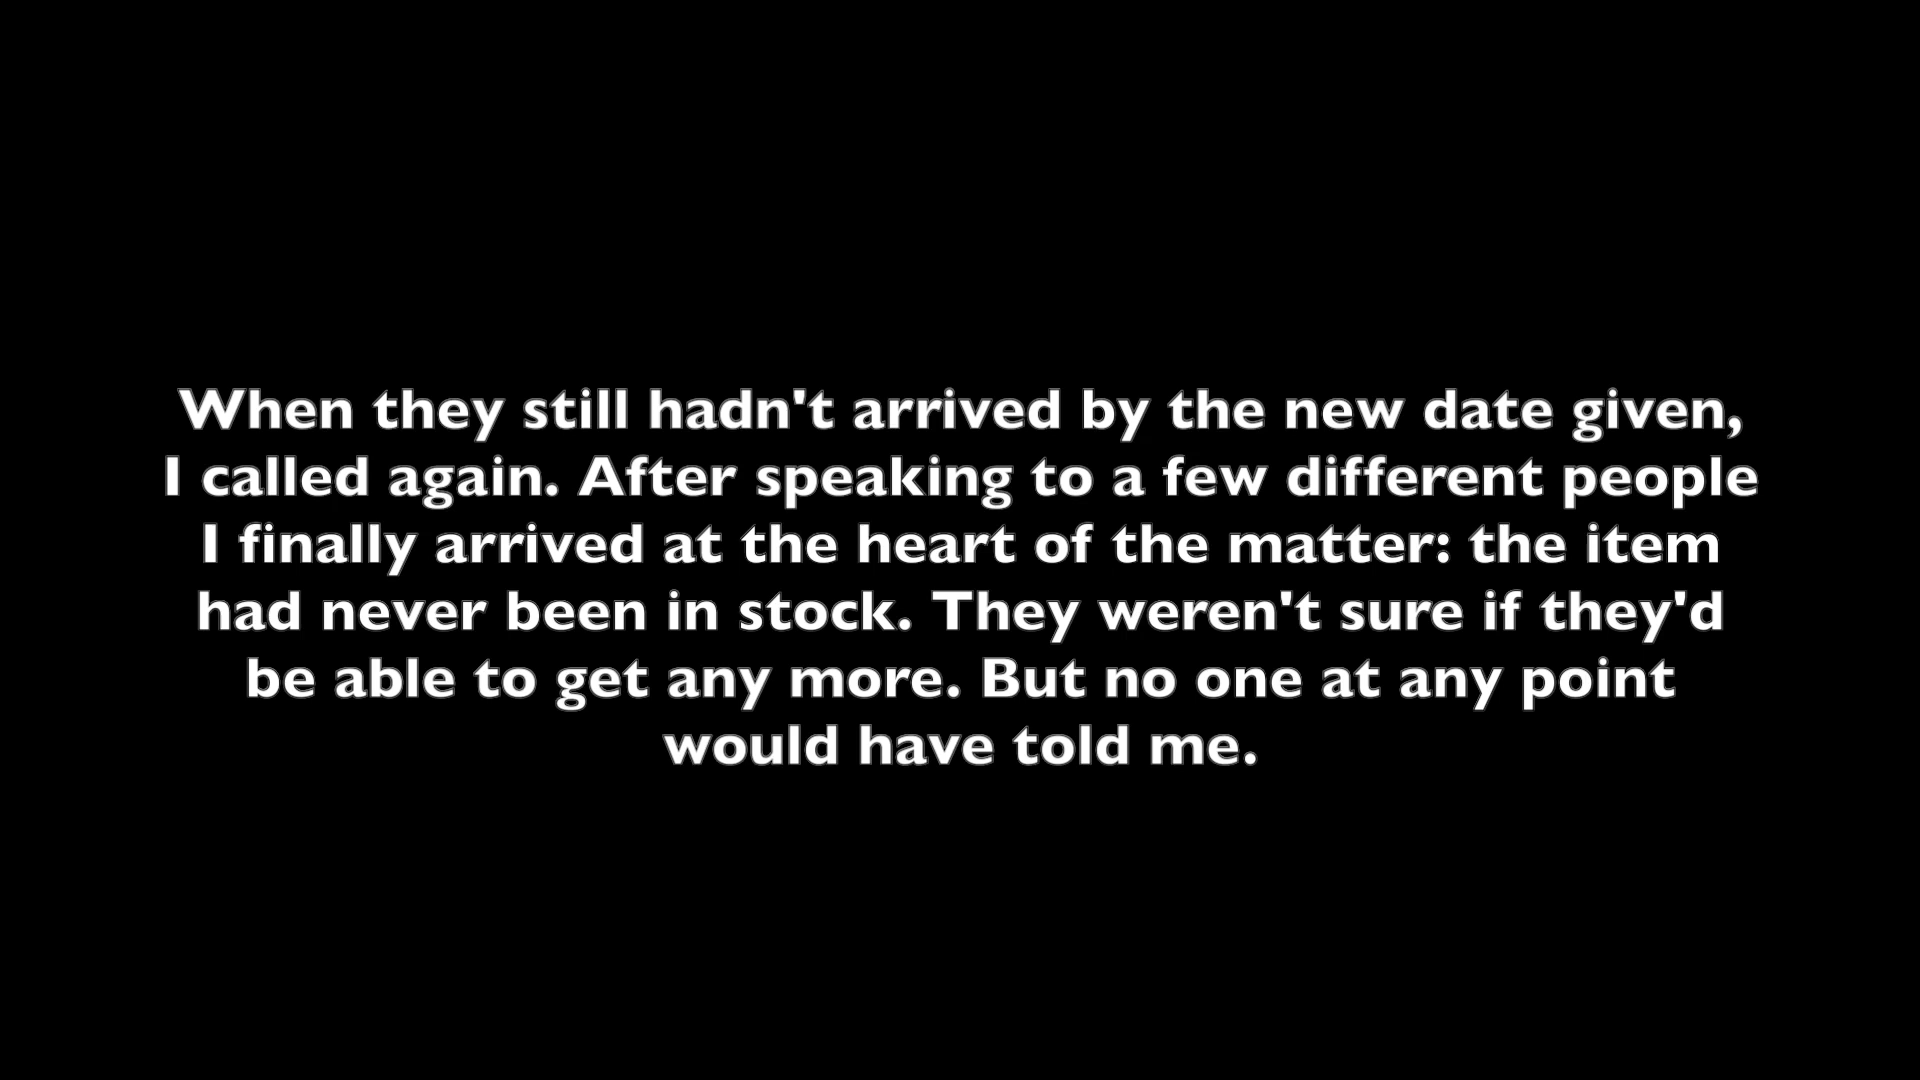 When they still hadn't arrived by the new date given,
I called again. After speaking to a few different people
I finally arrived at the heart of the matter: the item
had never been in stock. They weren't sure if they'd
be able to get any more. But no one at any point
would have told me.